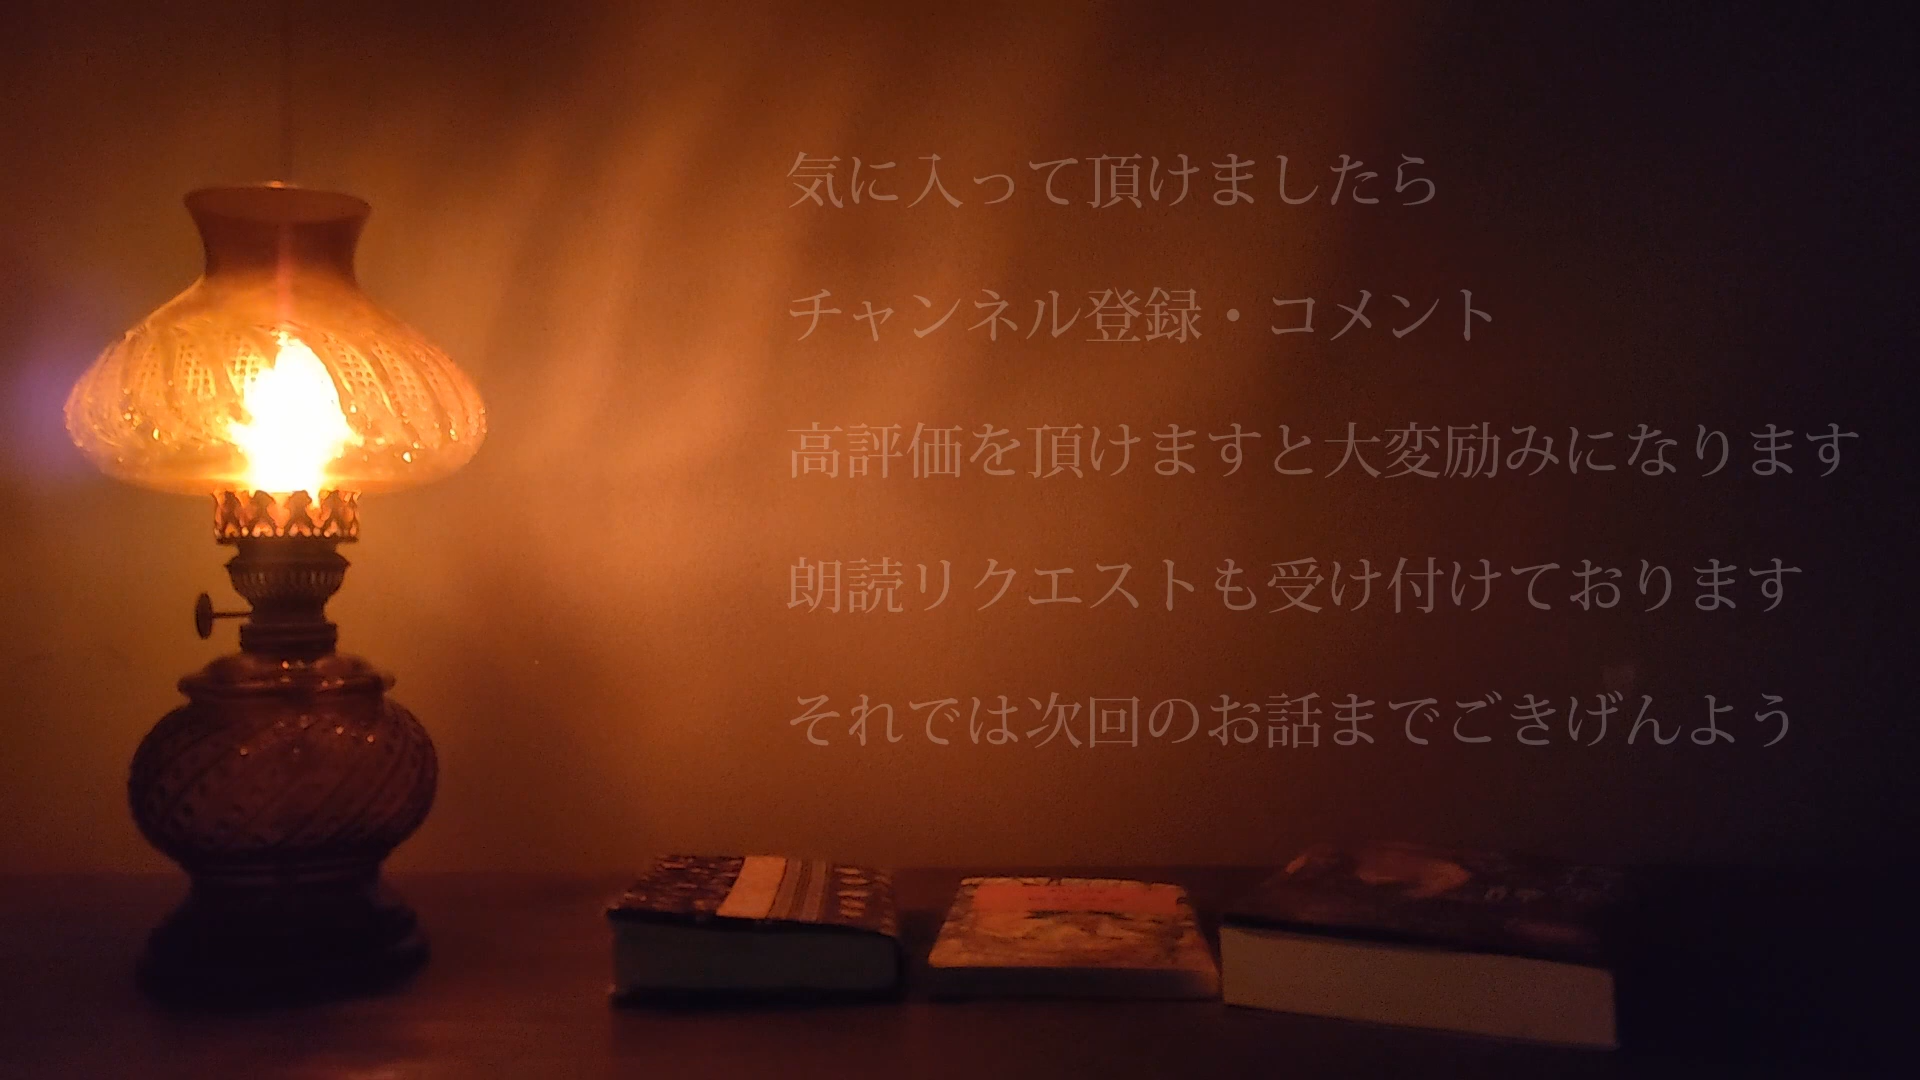 気に入って頂けましたら
チャンネル登録・コメント
高評価を頂けますと大変励みになります
朗読リクエストも受け付けております
それでは次回のお話までごきげんよう